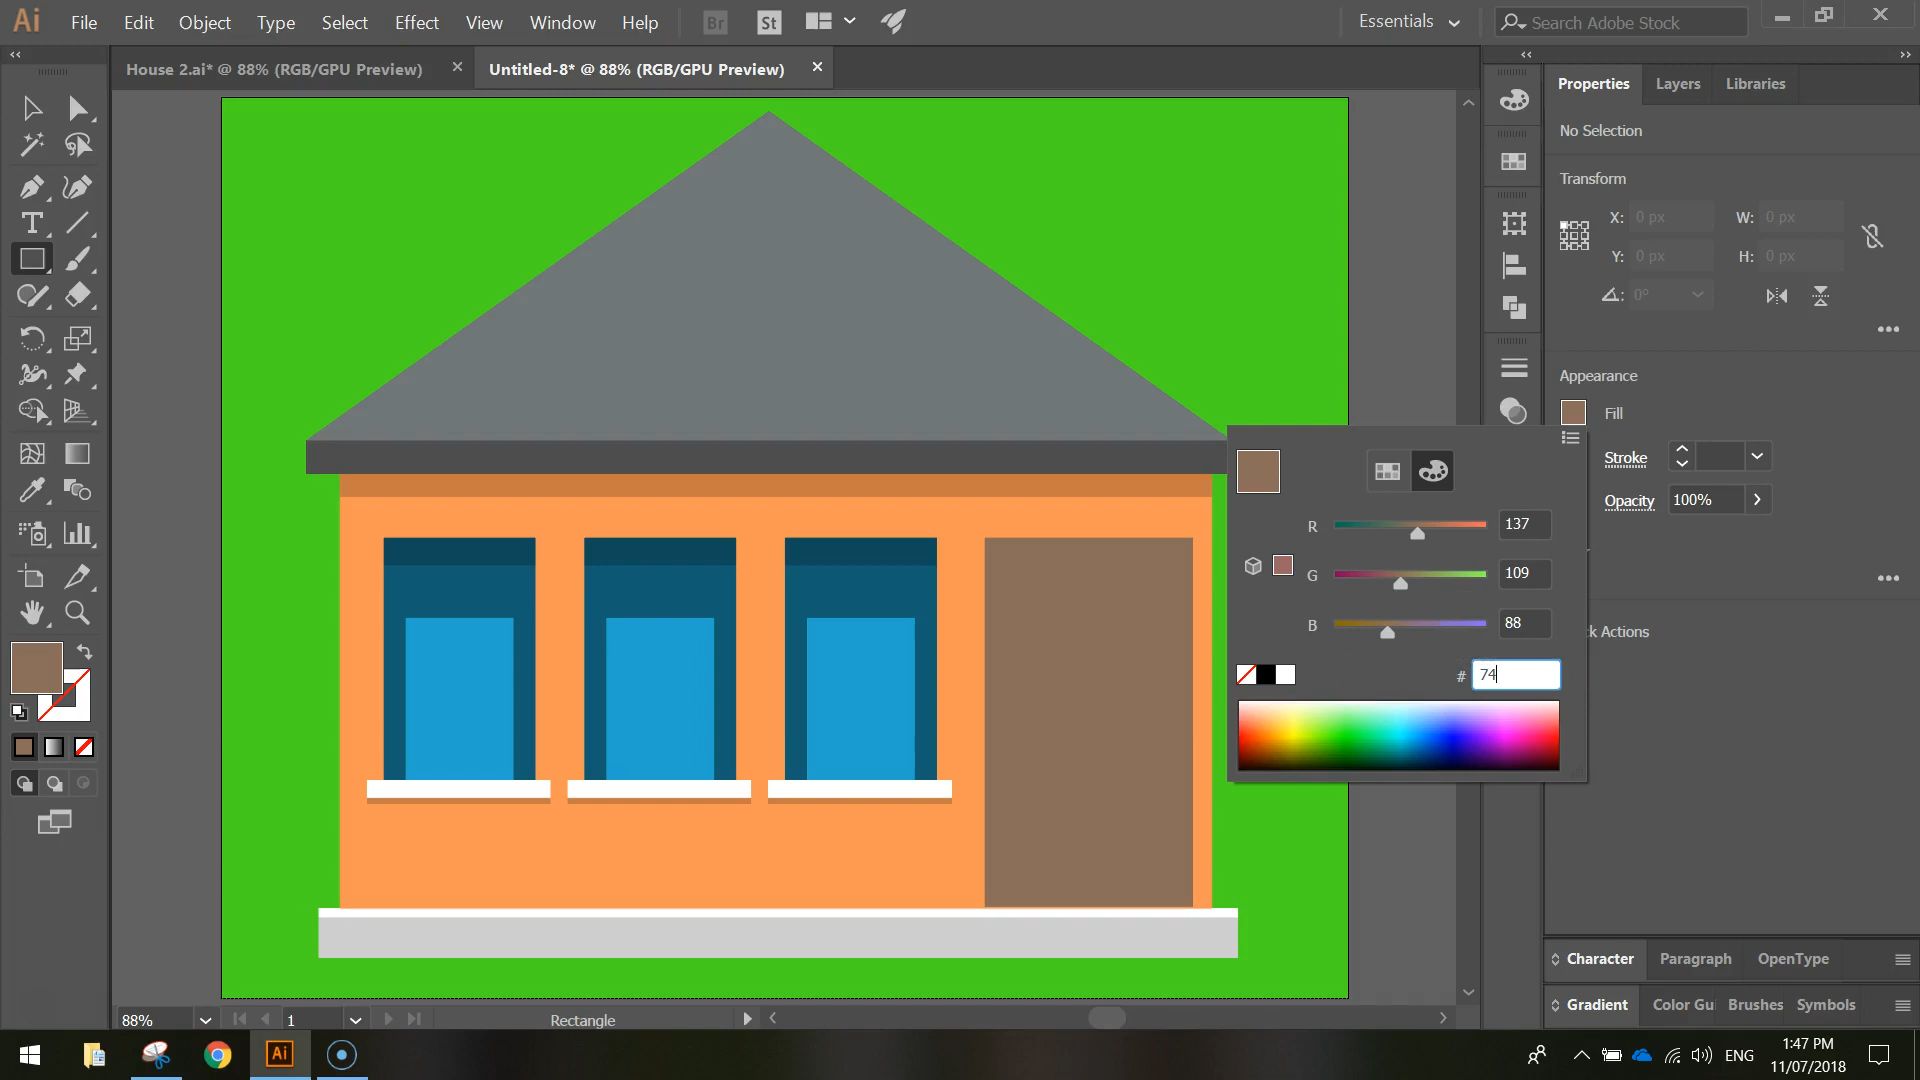 Ai File Edit Object Type Select Effect View Window Help Br St Essentials Search Adobe Stock
House 2.ai* @ 88% (RGB/GPU Preview) Untitled-8* @ 88% (RGB/GPU Preview)
Properties Layers Libraries
No Selection
Transform
X: 0 px W: 0 px
Y: 0 px H: 0 px
0°
Appearance
Fill
Stroke
Opacity 100%
R 137
G 109
B 88
# 74
k Actions
Character Paragraph OpenType
Gradient Color Gui Brushes Symbols
88% 1 Rectangle
Ai ENG 1:47 PM
11/07/2018